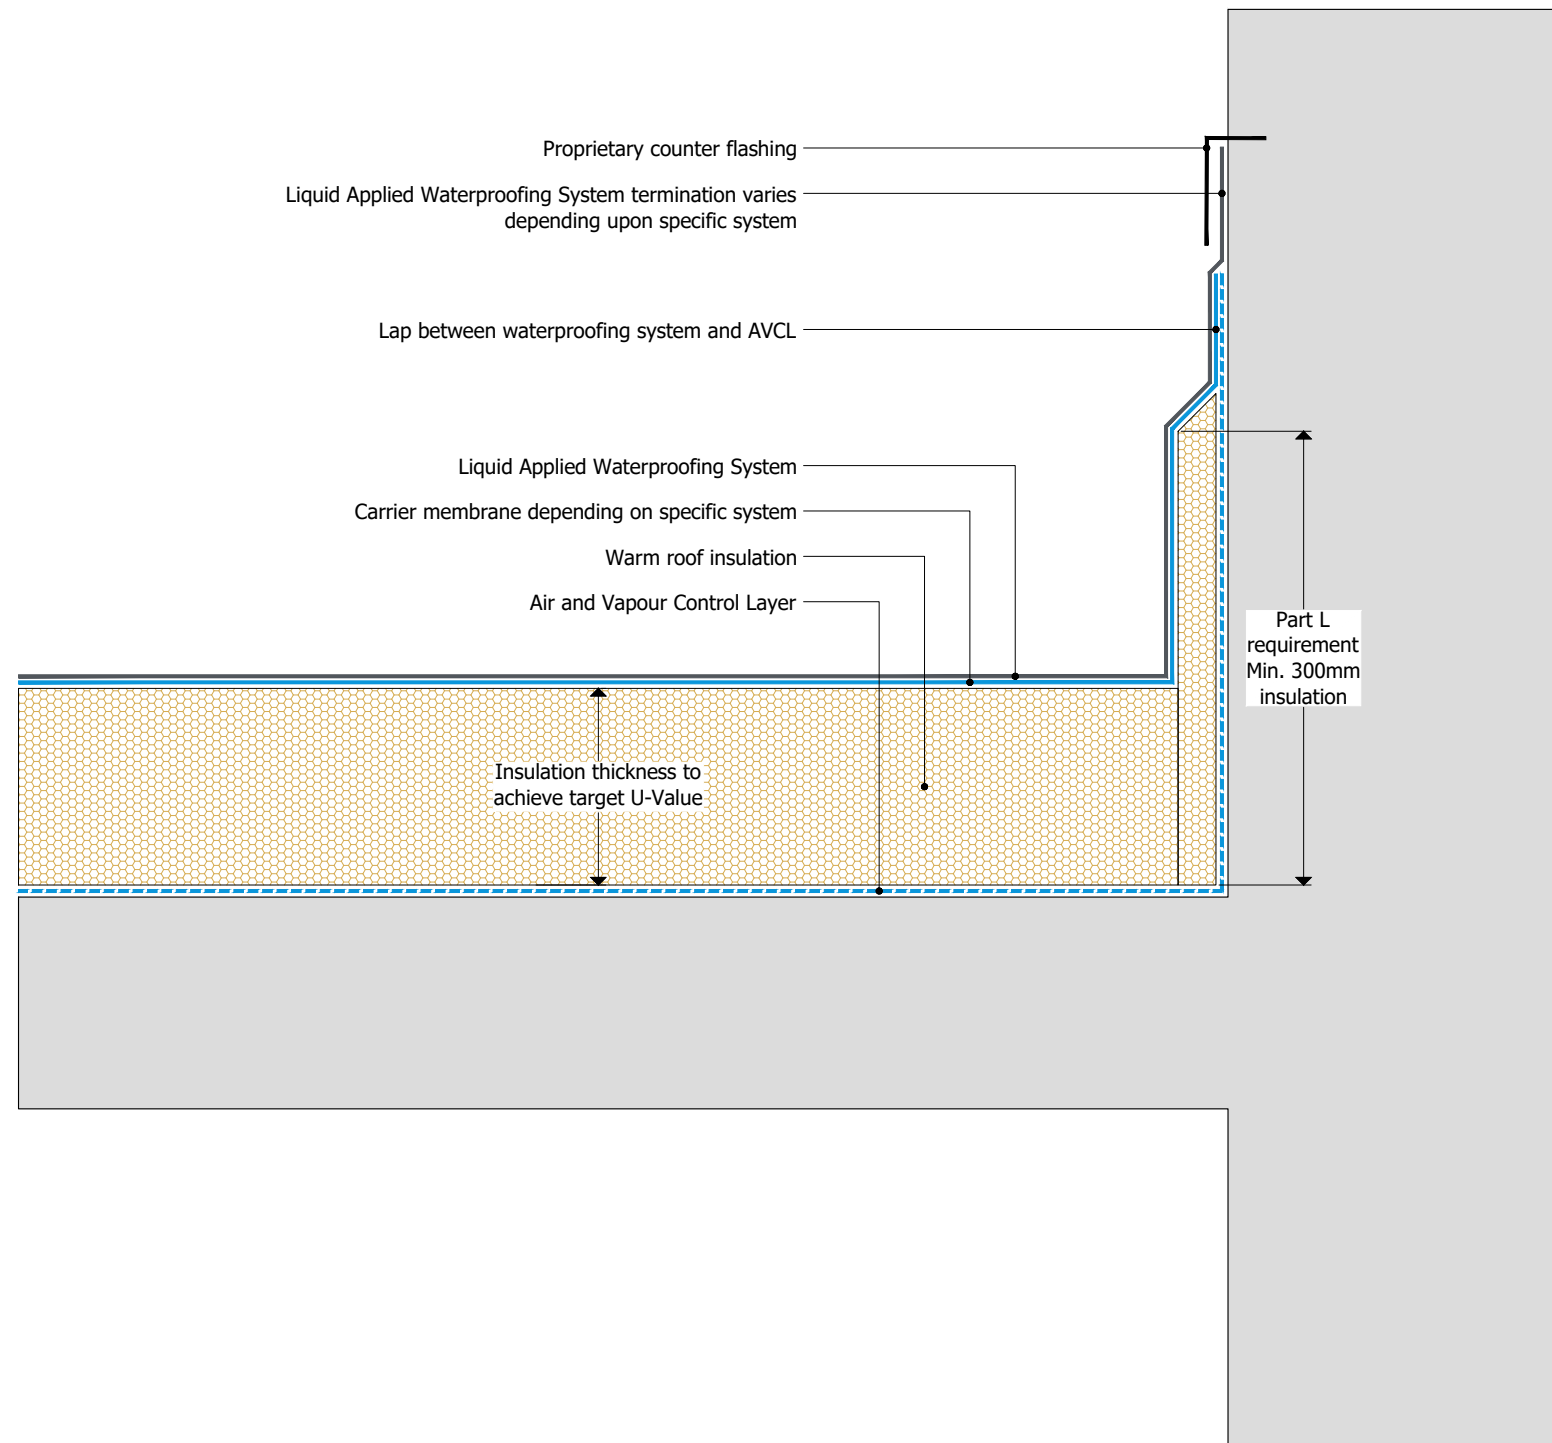 Proprietary counter flashing
Liquid Applied Waterproofing System termination varies
depending upon specific system
Lap between waterproofing system and AVCL
Liquid Applied Waterproofing System
Carrier membrane depending on specific system
Warm roof insulation
Air and Vapour Control Layer
Part L
requirement
Min. 300mm
insulation
Insulation thickness to
achieve target U-Value